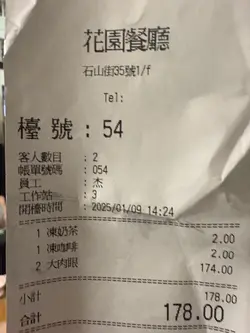 花園餐廳
石山街35號1/f
Tel:
檯號 : 54
客人數目 : 2
帳單號碼 : 054
員工 : 杰
工作站 : 3
開檯時間 : 2025/01/09 14:24
1 凍奶茶 2.00
1 凍咖啡 2.00
2 大肉眼 174.00
小計 178.00
合計 178.00